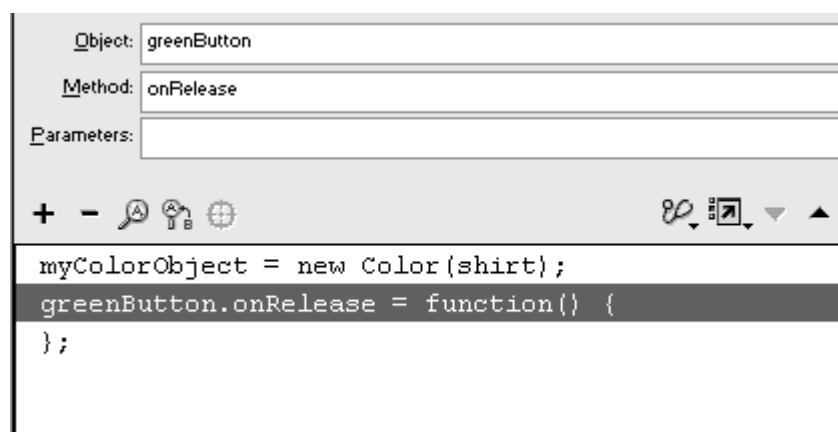 Object: greenButton
Method: onRelease
Parameters:
myColorObject = new Color(shirt);
greenButton.onRelease = function() {
};